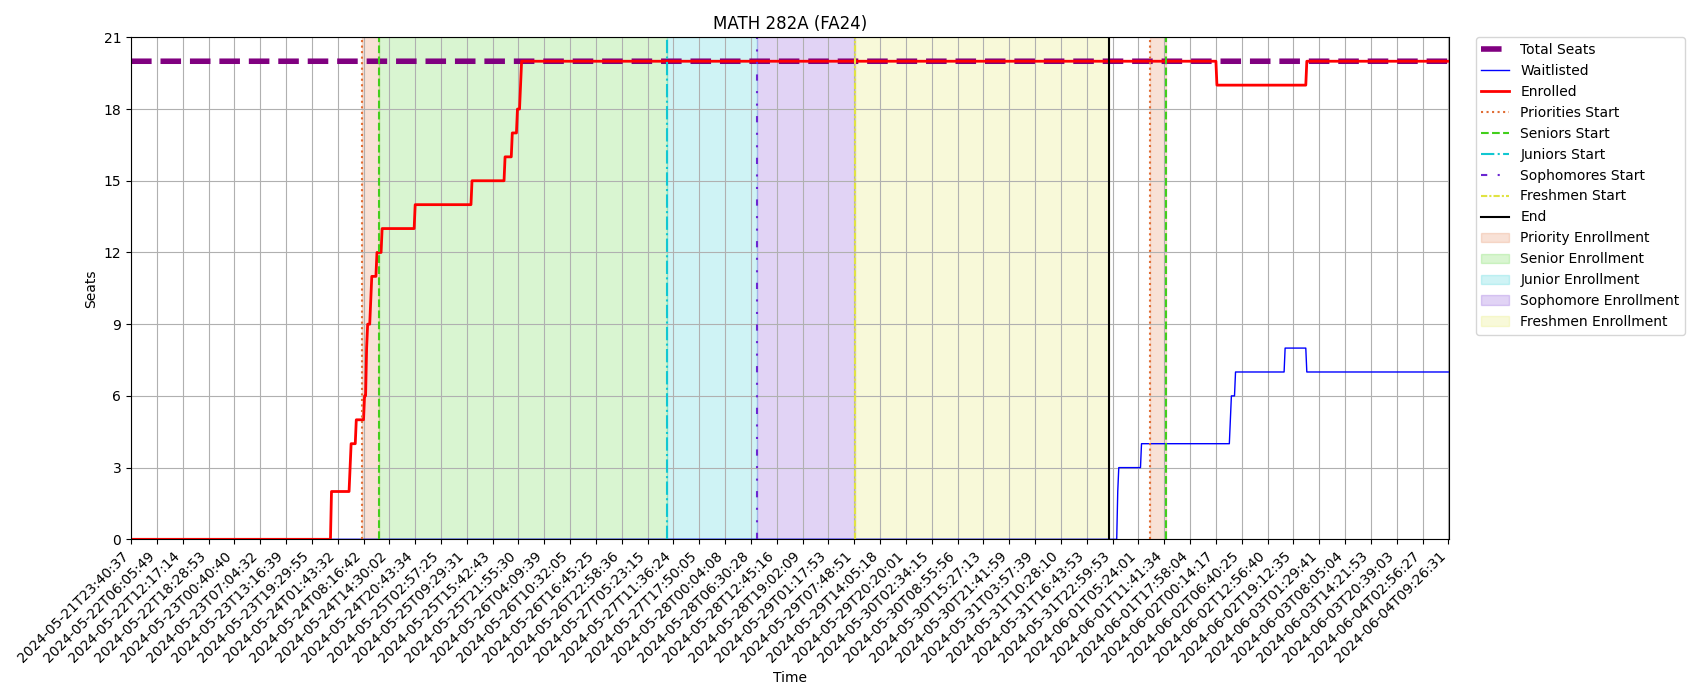 MATH 282A (FA24)
21
18
15
12
9
6
3
0
Seats
2024-05-21T23:40:37
2024-05-22T06:05:49
2024-05-22T12:17:14
2024-05-22T18:28:53
2024-05-23T00:40:40
2024-05-23T07:04:32
2024-05-23T13:16:39
2024-05-23T19:29:55
2024-05-24T01:43:32
2024-05-24T08:16:42
2024-05-24T14:30:02
2024-05-24T20:43:34
2024-05-25T02:57:25
2024-05-25T09:29:31
2024-05-25T15:42:43
2024-05-25T21:55:30
2024-05-26T04:09:39
2024-05-26T10:32:05
2024-05-26T16:45:25
2024-05-26T22:58:36
2024-05-27T05:23:15
2024-05-27T11:36:24
2024-05-27T17:50:05
2024-05-28T00:04:08
2024-05-28T06:30:28
2024-05-28T12:45:16
2024-05-28T19:02:09
2024-05-29T01:17:53
2024-05-29T07:48:51
2024-05-29T14:05:18
2024-05-29T20:20:01
2024-05-30T02:34:15
2024-05-30T08:55:56
2024-05-30T15:27:13
2024-05-30T21:41:59
2024-05-31T03:57:39
2024-05-31T10:28:10
2024-05-31T16:43:53
2024-05-31T22:59:53
2024-06-01T05:24:01
2024-06-01T11:41:34
2024-06-01T17:58:04
2024-06-02T00:14:17
2024-06-02T06:40:25
2024-06-02T12:56:40
2024-06-02T19:12:35
2024-06-03T01:29:41
2024-06-03T08:05:04
2024-06-03T14:21:53
2024-06-03T20:39:03
2024-06-04T02:56:27
2024-06-04T09:26:31
Time
Total Seats
Waitlisted
Enrolled
Priorities Start
Seniors Start
Juniors Start
Sophomores Start
Freshmen Start
End
Priority Enrollment
Senior Enrollment
Junior Enrollment
Sophomore Enrollment
Freshmen Enrollment